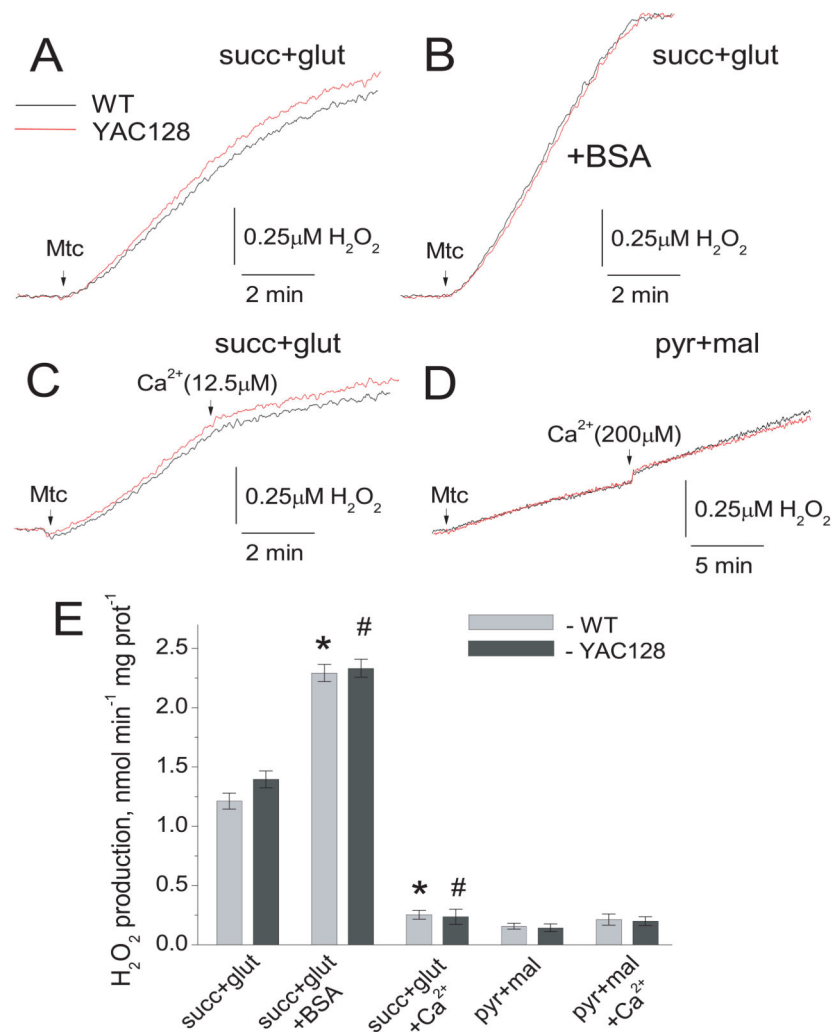 A
succ+glut
WT
YAC128
Mtc
0.25μM H₂O₂
2 min
B
succ+glut
+BSA
Mtc
0.25μM H₂O₂
2 min
C
succ+glut
Ca²⁺(12.5μM)
Mtc
0.25μM H₂O₂
2 min
D
pyr+mal
Ca²⁺(200μM)
Mtc
0.25μM H₂O₂
5 min
E
H₂O₂ production, nmol min⁻¹ mg prot⁻¹
2.5
2.0
1.5
1.0
0.5
0.0
- WT
- YAC128
* #
* #
succ+glut
succ+glut
+BSA
succ+glut
+Ca²⁺
pyr+mal
pyr+mal
+Ca²⁺